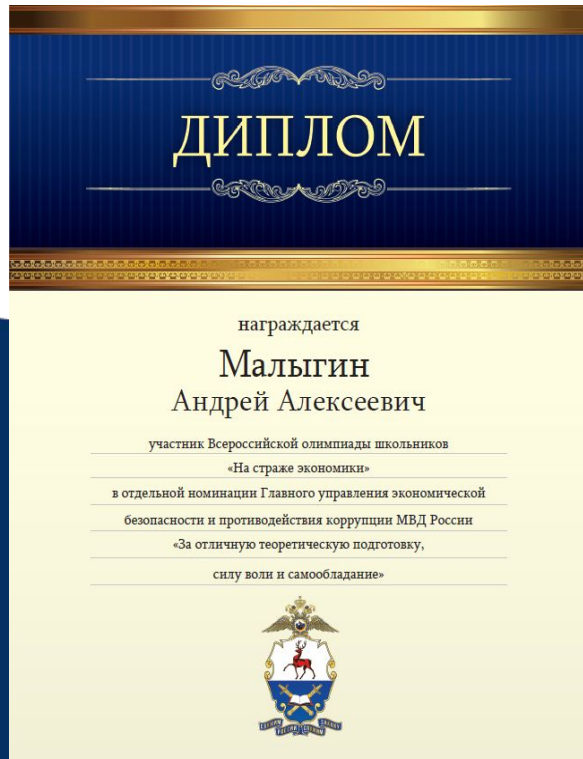 ДИПЛОМ
награждается
Малыгин
Андрей Алексеевич
участник Всероссийской олимпиады школьников
«На страже экономики»
в отдельной номинации Главного управления экономической
безопасности и противодействия коррупции МВД России
«За отличную теоретическую подготовку,
силу воли и самообладание»